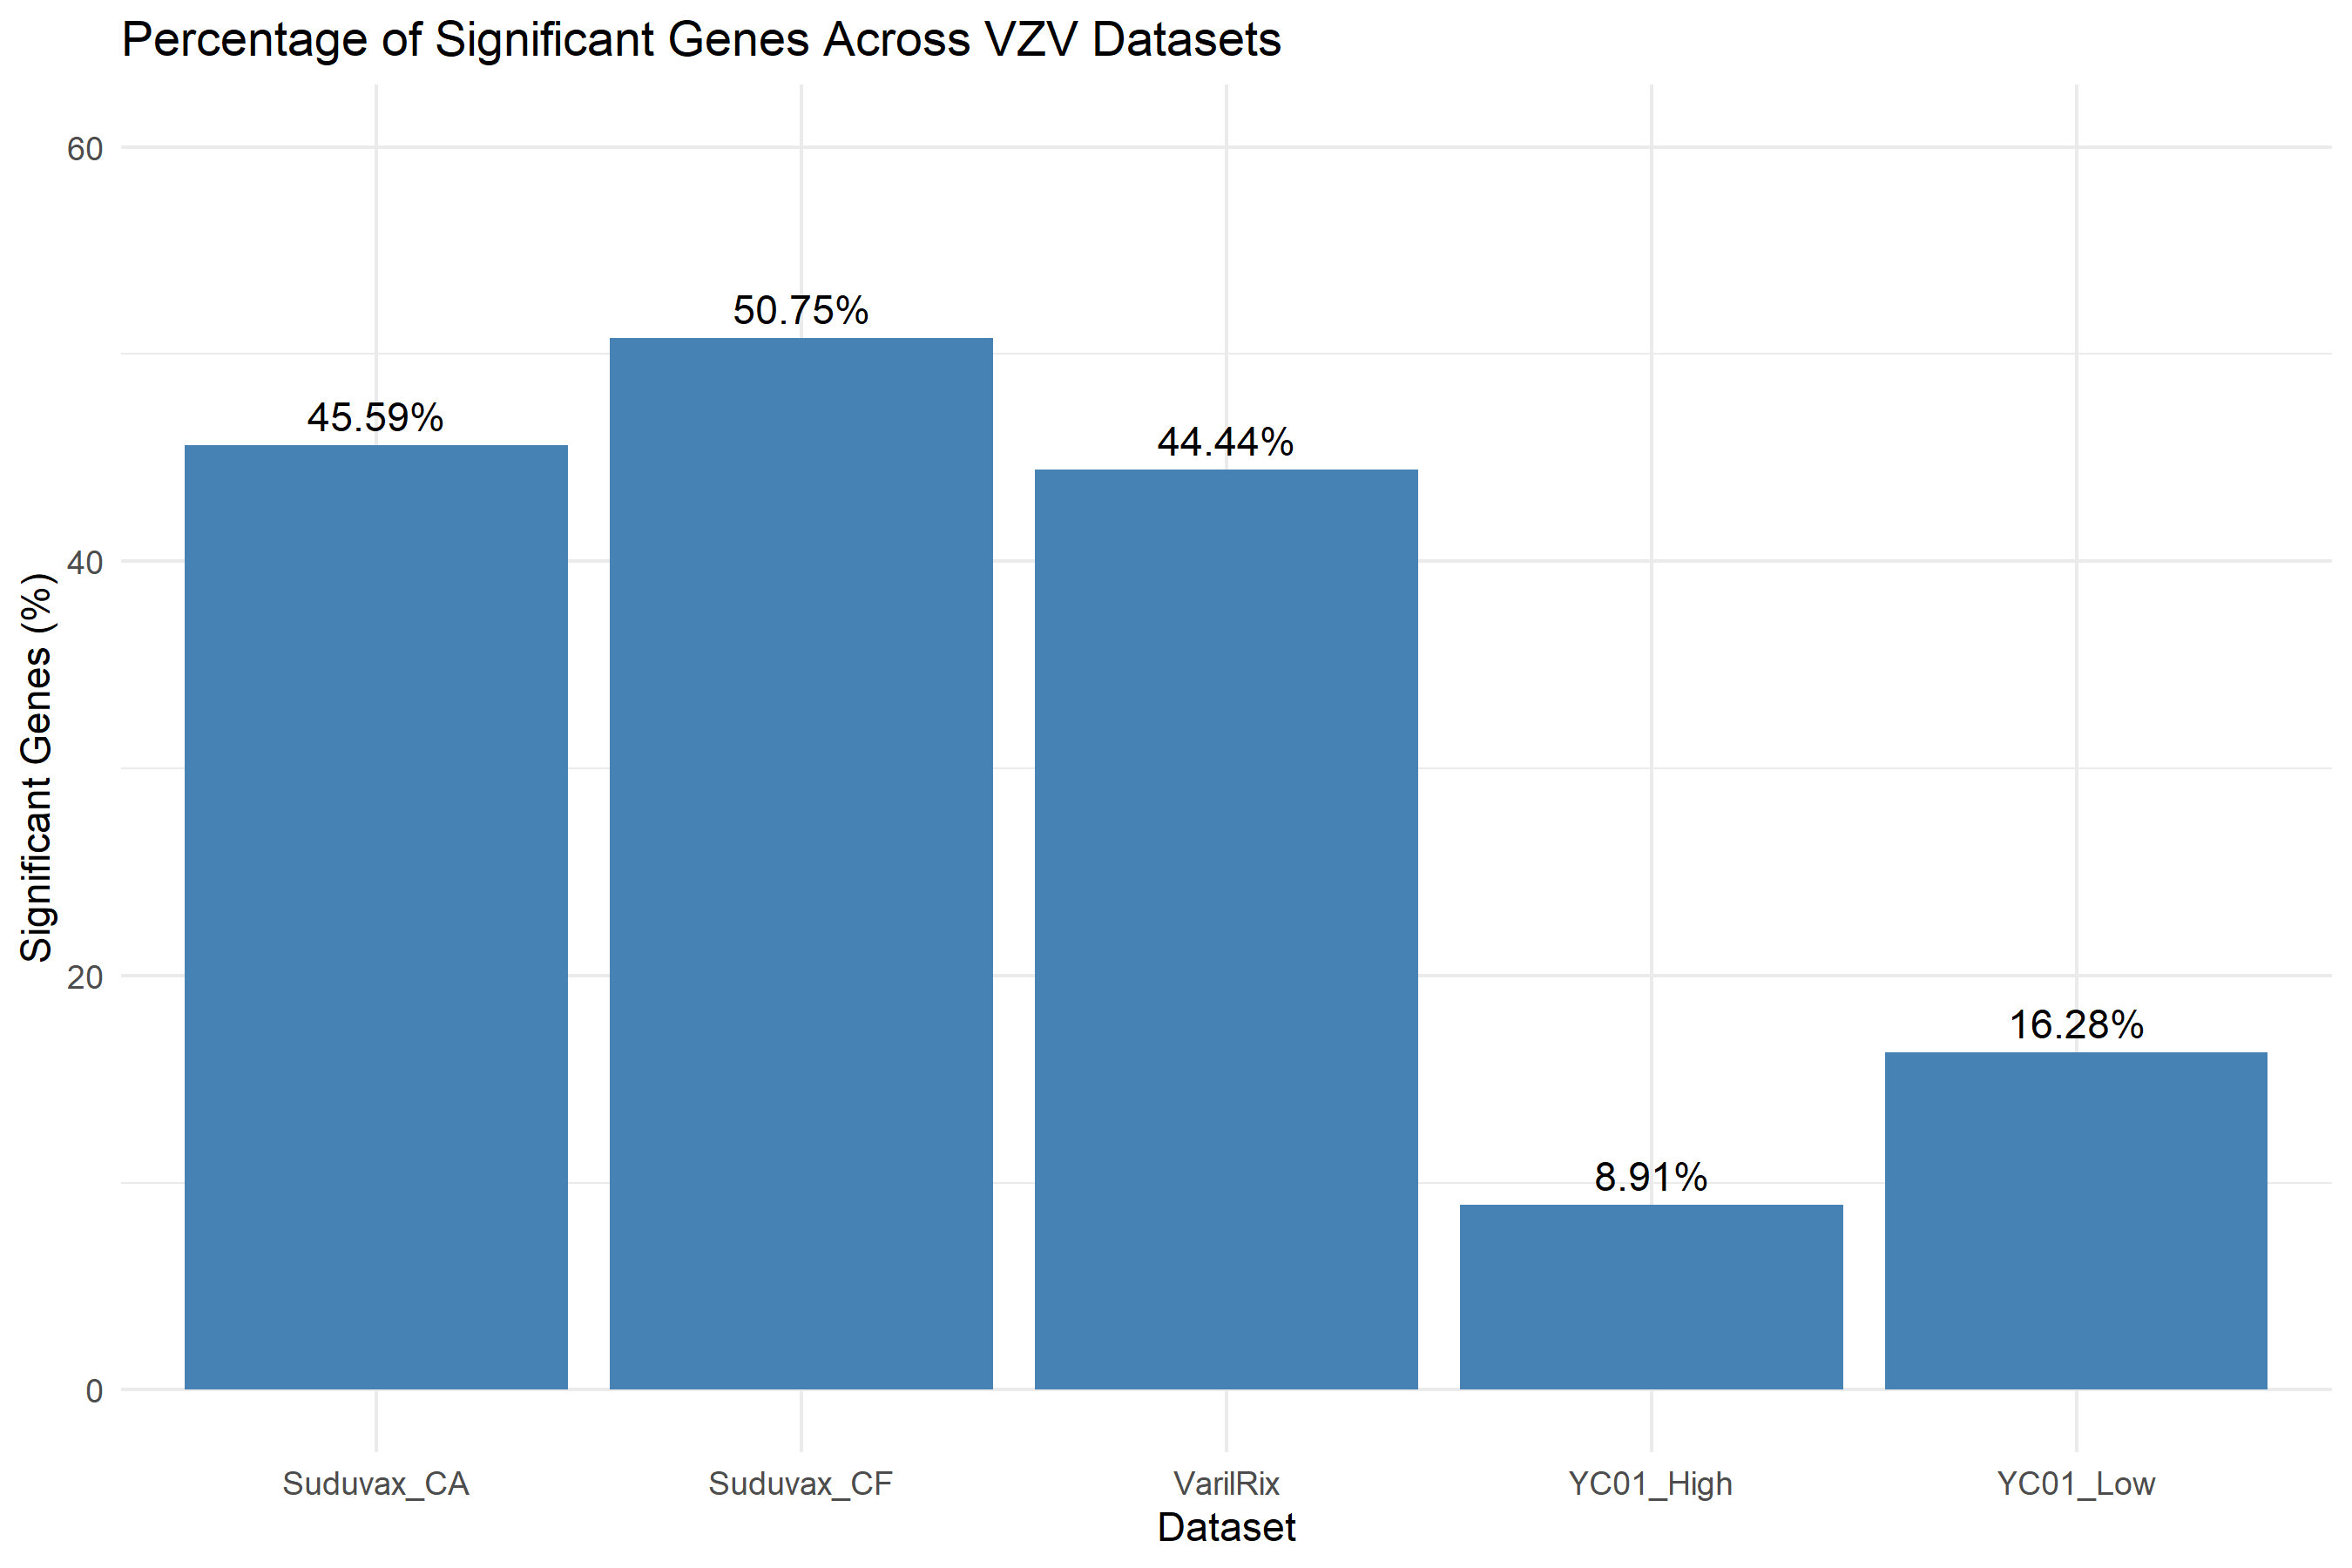 Percentage of Significant Genes Across VZV Datasets
Significant Genes (%)
60
40
20
0
45.59%
50.75%
44.44%
8.91%
16.28%
Suduvax_CA
Suduvax_CF
VarilRix
YC01_High
YC01_Low
Dataset